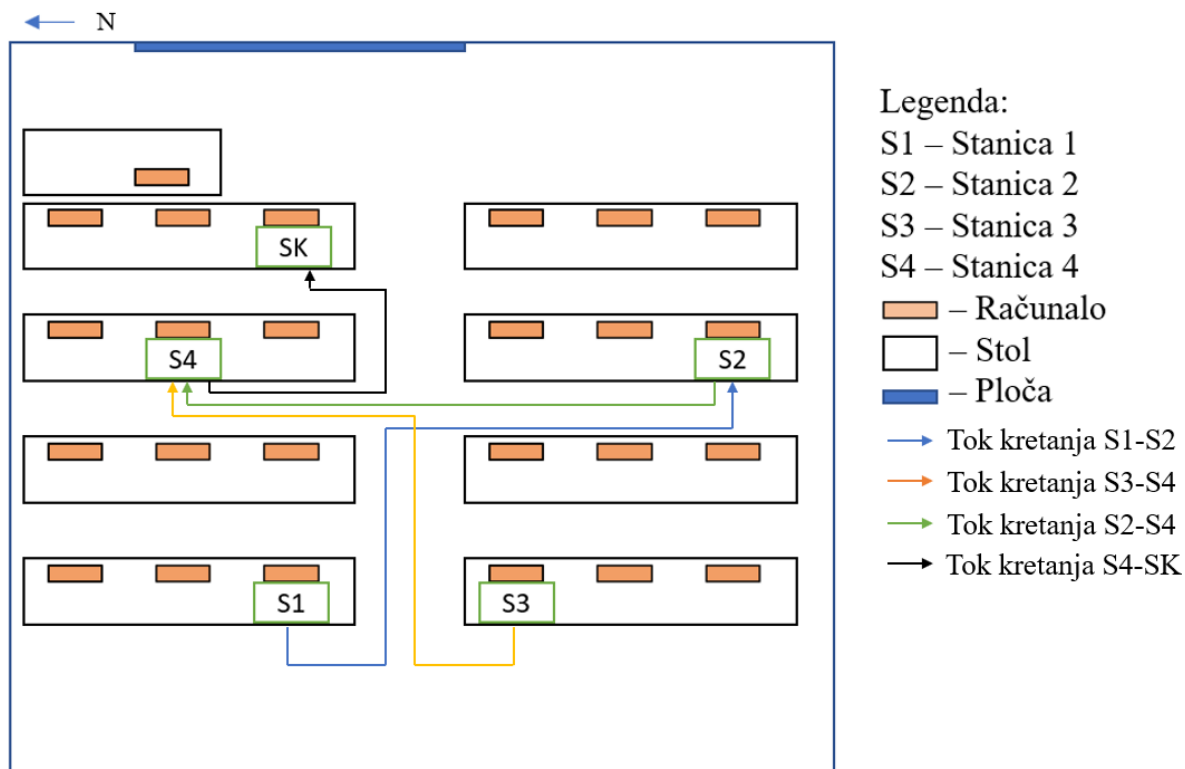 N
SK
S4
S2
S1
S3
Legenda:
S1 – Stanica 1
S2 – Stanica 2
S3 – Stanica 3
S4 – Stanica 4
– Računalo
– Stol
– Ploča
Tok kretanja S1-S2
Tok kretanja S3-S4
Tok kretanja S2-S4
Tok kretanja S4-SK